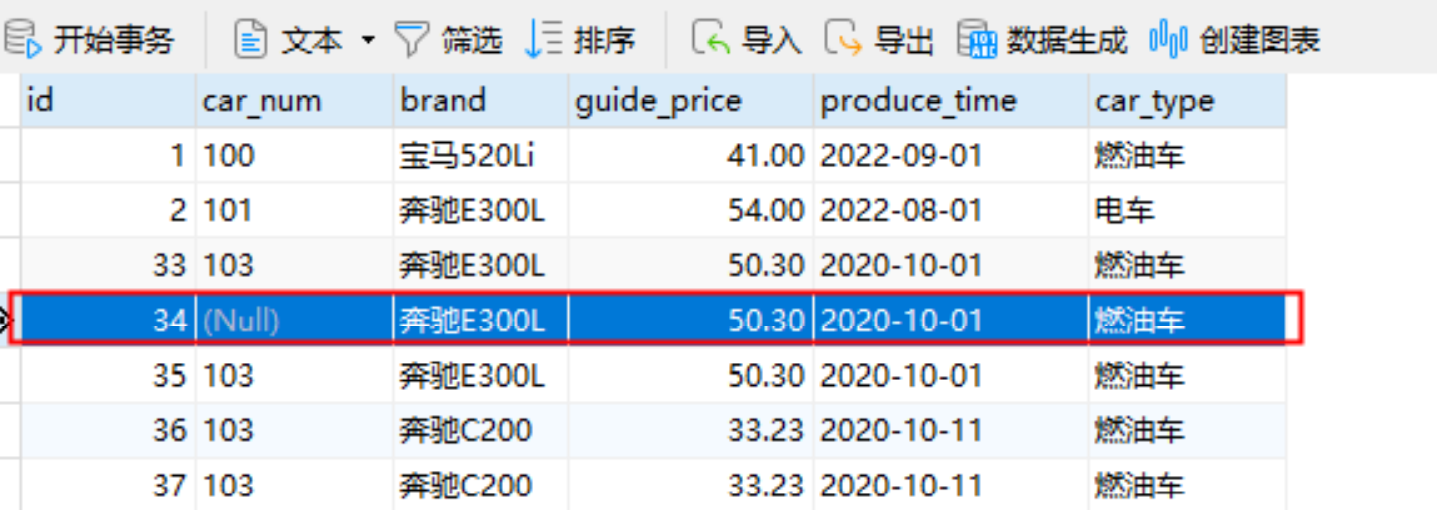 开始事务 文本 筛选 排序 导入 导出 数据生成 创建图表
id car_num brand guide_price produce_time car_type
1 100 宝马520Li 41.00 2022-09-01 燃油车
2 101 奔驰E300L 54.00 2022-08-01 电车
33 103 奔驰E300L 50.30 2020-10-01 燃油车
34 (Null) 奔驰E300L 50.30 2020-10-01 燃油车
35 103 奔驰E300L 50.30 2020-10-01 燃油车
36 103 奔驰C200 33.23 2020-10-11 燃油车
37 103 奔驰C200 33.23 2020-10-11 燃油车